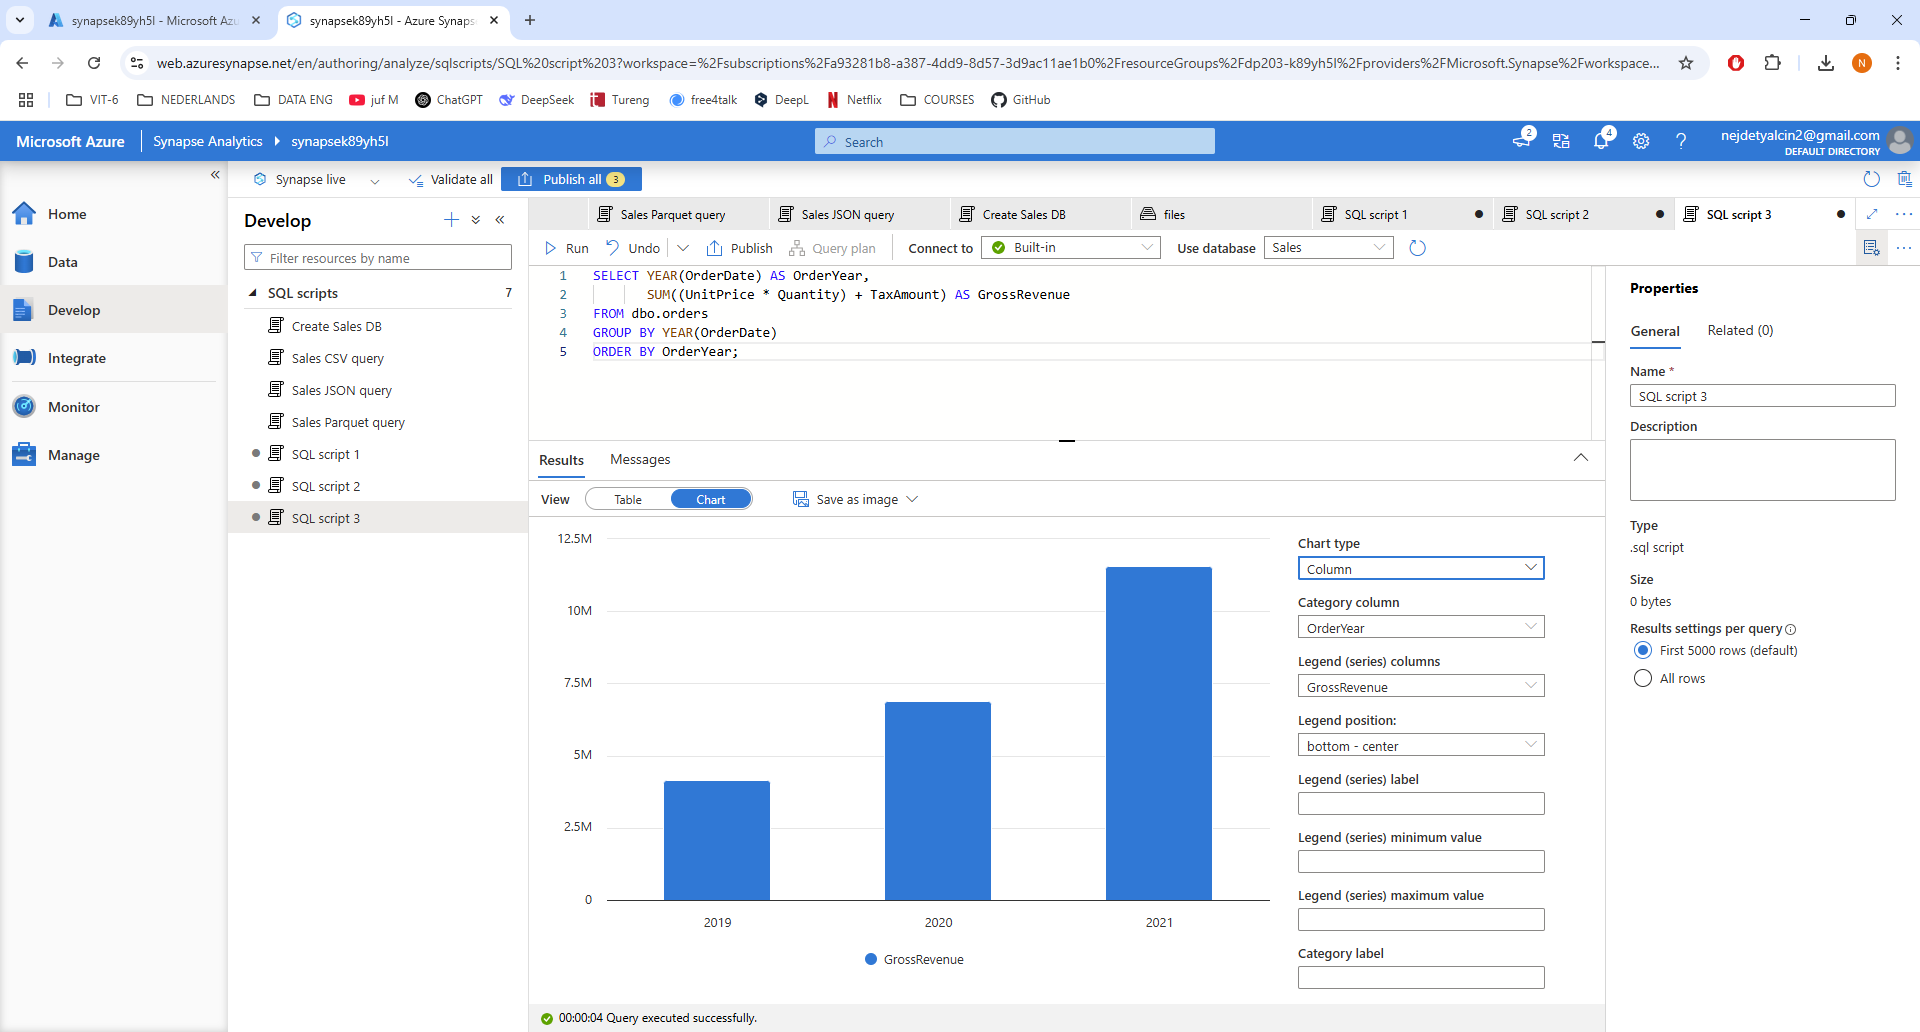 synapsek89yh5l - Microsoft Azu
synapsek89yh5l - Azure Synaps
web.azuresynapse.net/en/authoring/analyze/sqlscripts/SQL%20script%203?workspace=%2Fsubscriptions%2Fa93281b8-a387-4dd9-8d57-3d9ac11ae1b0%2FresourceGroups%2Fdp203-k89yh5l%2Fproviders%2FMicrosoft.Synapse%2Fworkspace...
N
VIT-6
NEDERLANDS
DATA ENG
juf M
ChatGPT
DeepSeek
Tureng
free4talk
DeepL
Netflix
COURSES
GitHub
Microsoft Azure
Synapse Analytics
synapsek89yh5l
Search
2
4
nejdetyalcin2@gmail.com
DEFAULT DIRECTORY
Synapse live
Validate all
Publish all 3
Home
Data
Develop
Integrate
Monitor
Manage
Develop
Filter resources by name
SQL scripts 7
Create Sales DB
Sales CSV query
Sales JSON query
Sales Parquet query
SQL script 1
SQL script 2
SQL script 3
Sales Parquet query
Sales JSON query
Create Sales DB
files
SQL script 1
SQL script 2
SQL script 3
Run
Undo
Publish
Query plan
Connect to
Built-in
Use database
Sales
1 SELECT YEAR(OrderDate) AS OrderYear,
2 SUM((UnitPrice * Quantity) + TaxAmount) AS GrossRevenue
3 FROM dbo.orders
4 GROUP BY YEAR(OrderDate)
5 ORDER BY OrderYear;
Results
Messages
View
Table
Chart
Save as image
12.5M
10M
7.5M
5M
2.5M
0
2019
2020
2021
GrossRevenue
Chart type
Column
Category column
OrderYear
Legend (series) columns
GrossRevenue
Legend position:
bottom - center
Legend (series) label
Legend (series) minimum value
Legend (series) maximum value
Category label
00:00:04 Query executed successfully.
Properties
General
Related (0)
Name *
SQL script 3
Description
Type
.sql script
Size
0 bytes
Results settings per query
First 5000 rows (default)
All rows